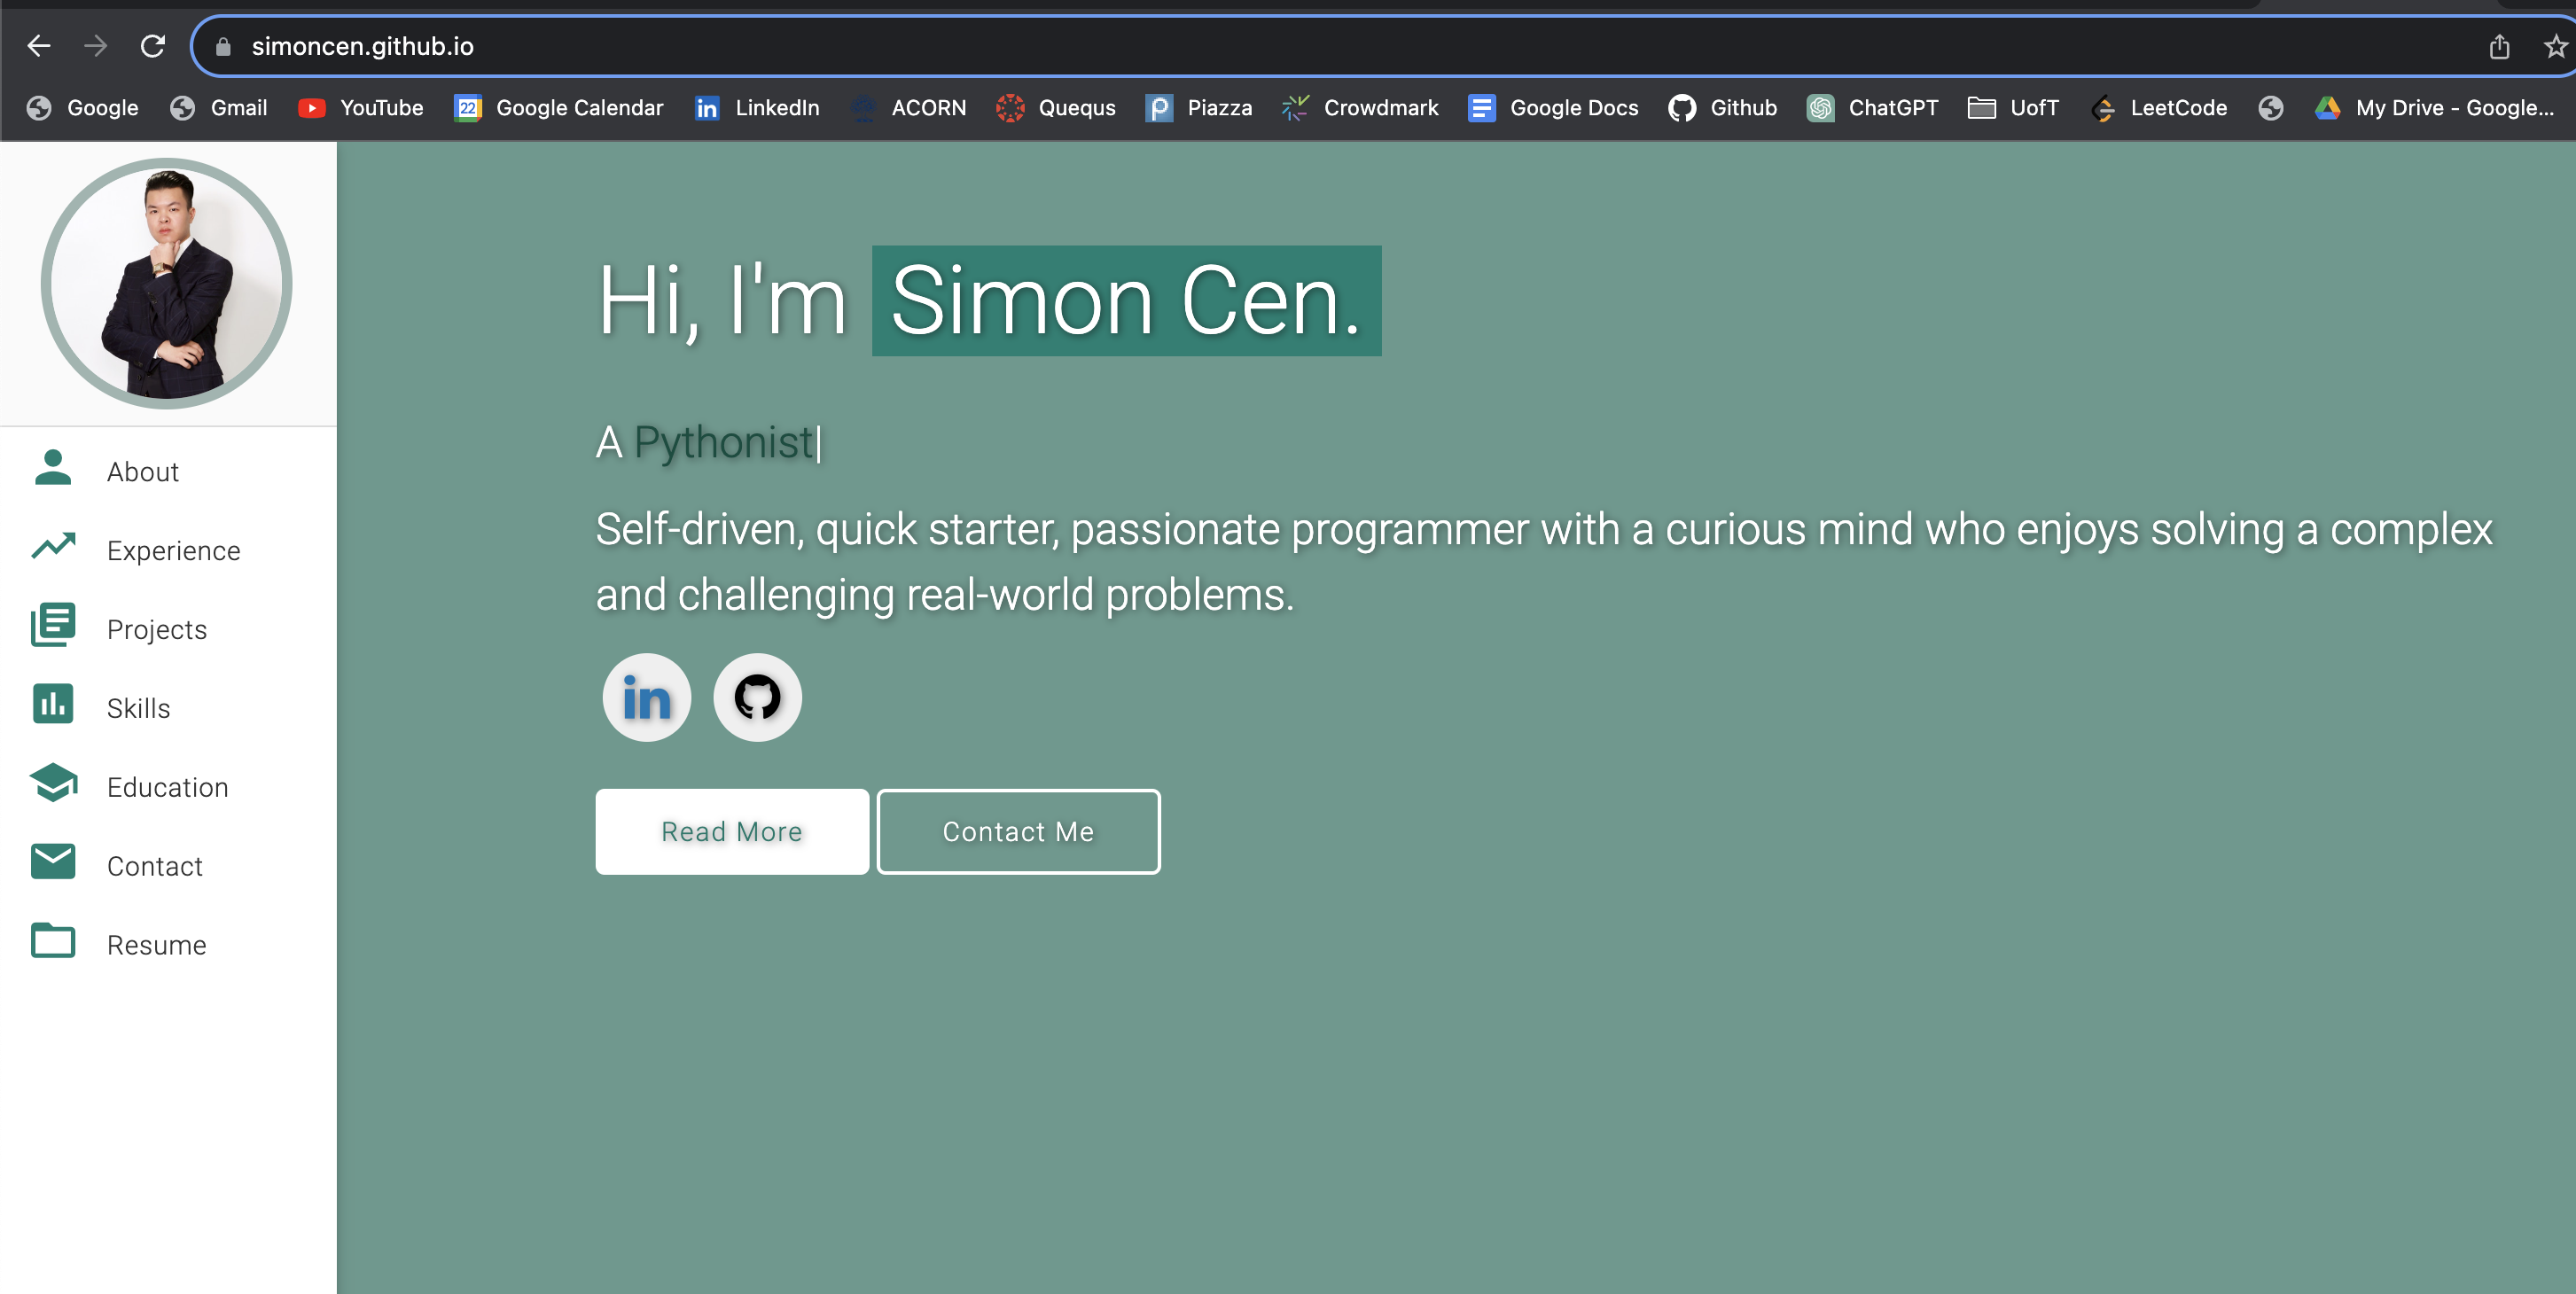 simoncen.github.io
Google Gmail YouTube 22 Google Calendar in LinkedIn ACORN Quequs Piazza Crowdmark Google Docs Github ChatGPT UofT LeetCode My Drive - Google...
Hi, I'm Simon Cen.
A Pythonist|
Self-driven, quick starter, passionate programmer with a curious mind who enjoys solving a complex
and challenging real-world problems.
in
Read More Contact Me
About
Experience
Projects
Skills
Education
Contact
Resume